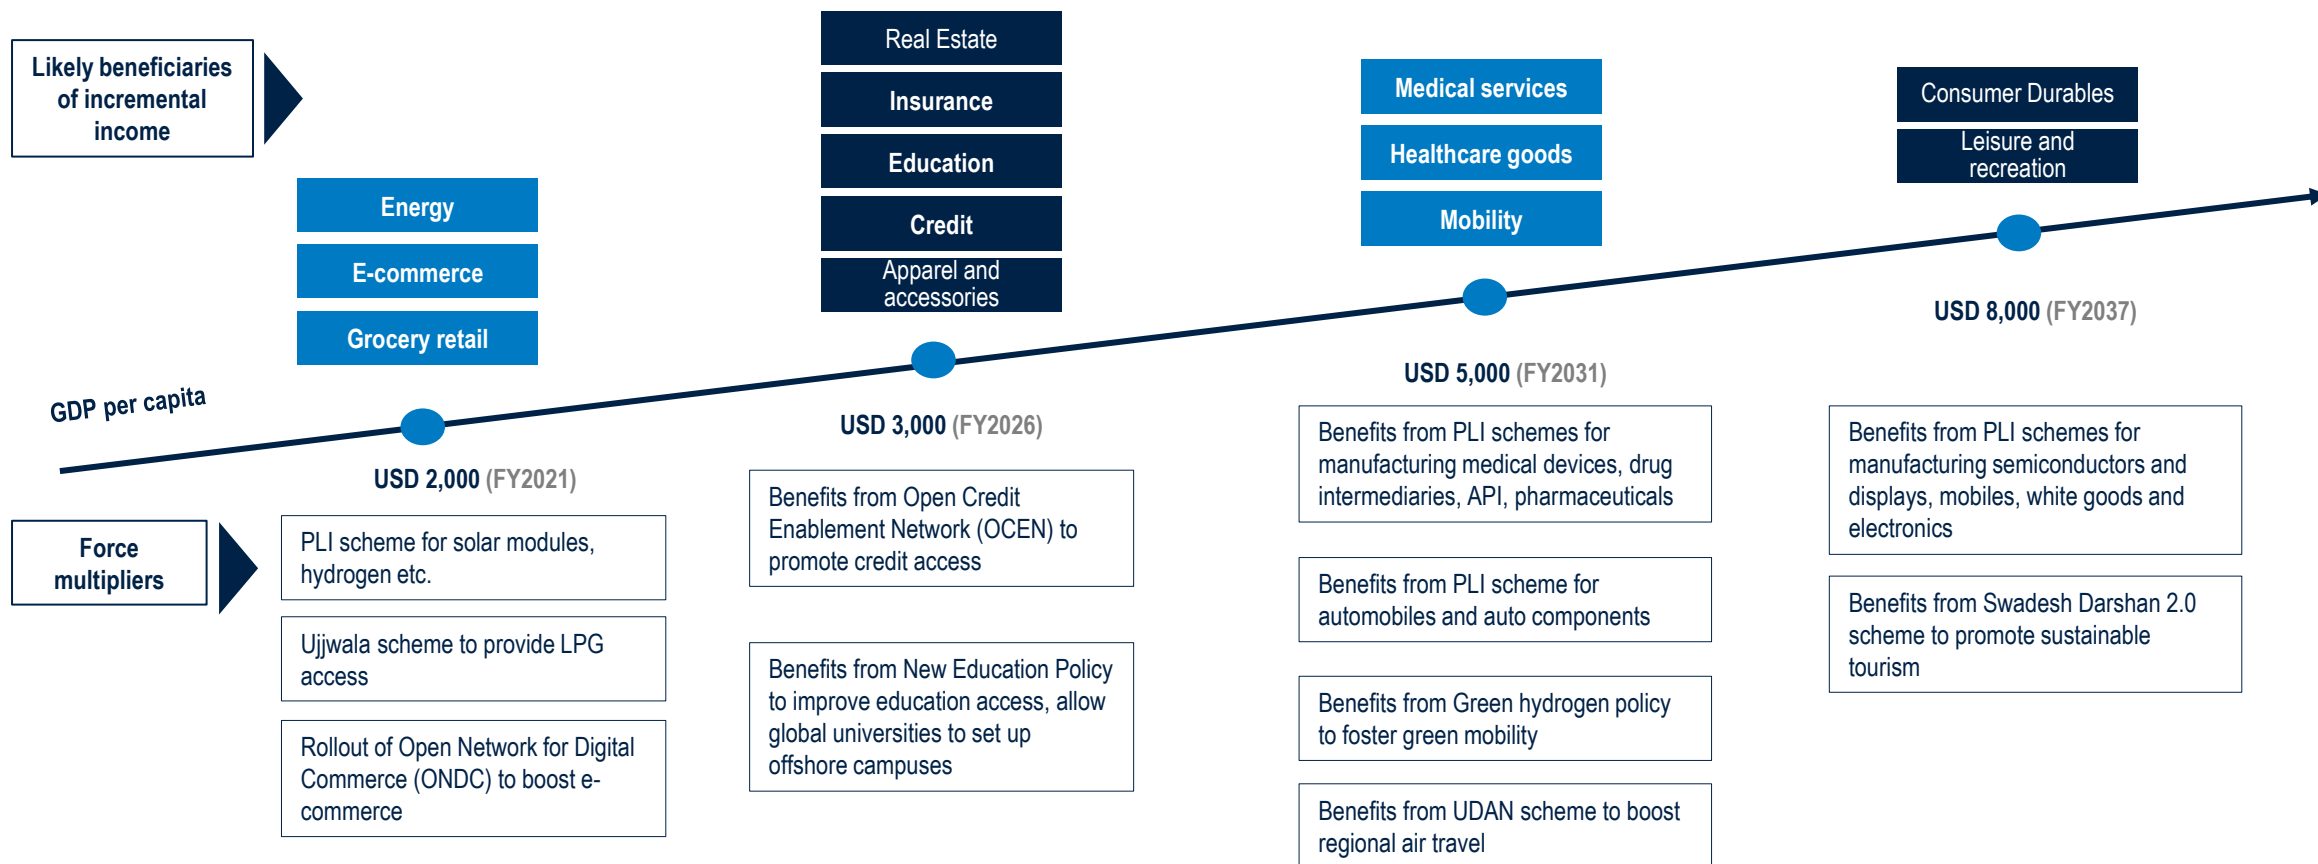 Likely beneficiaries
of incremental
income
Energy
E-commerce
Grocery retail
Real Estate
Insurance
Education
Credit
Apparel and
accessories
Medical services
Healthcare goods
Mobility
Consumer Durables
Leisure and
recreation
GDP per capita
USD 2,000 (FY2021)
USD 3,000 (FY2026)
USD 5,000 (FY2031)
USD 8,000 (FY2037)
Force
multipliers
PLI scheme for solar modules,
hydrogen etc.
Ujjwala scheme to provide LPG
access
Rollout of Open Network for Digital
Commerce (ONDC) to boost e-
commerce
Benefits from Open Credit
Enablement Network (OCEN) to
promote credit access
Benefits from New Education Policy
to improve education access, allow
global universities to set up
offshore campuses
Benefits from PLI schemes for
manufacturing medical devices, drug
intermediaries, API, pharmaceuticals
Benefits from PLI scheme for
automobiles and auto components
Benefits from Green hydrogen policy
to foster green mobility
Benefits from UDAN scheme to boost
regional air travel
Benefits from PLI schemes for
manufacturing semiconductors and
displays, mobiles, white goods and
electronics
Benefits from Swadesh Darshan 2.0
scheme to promote sustainable
tourism